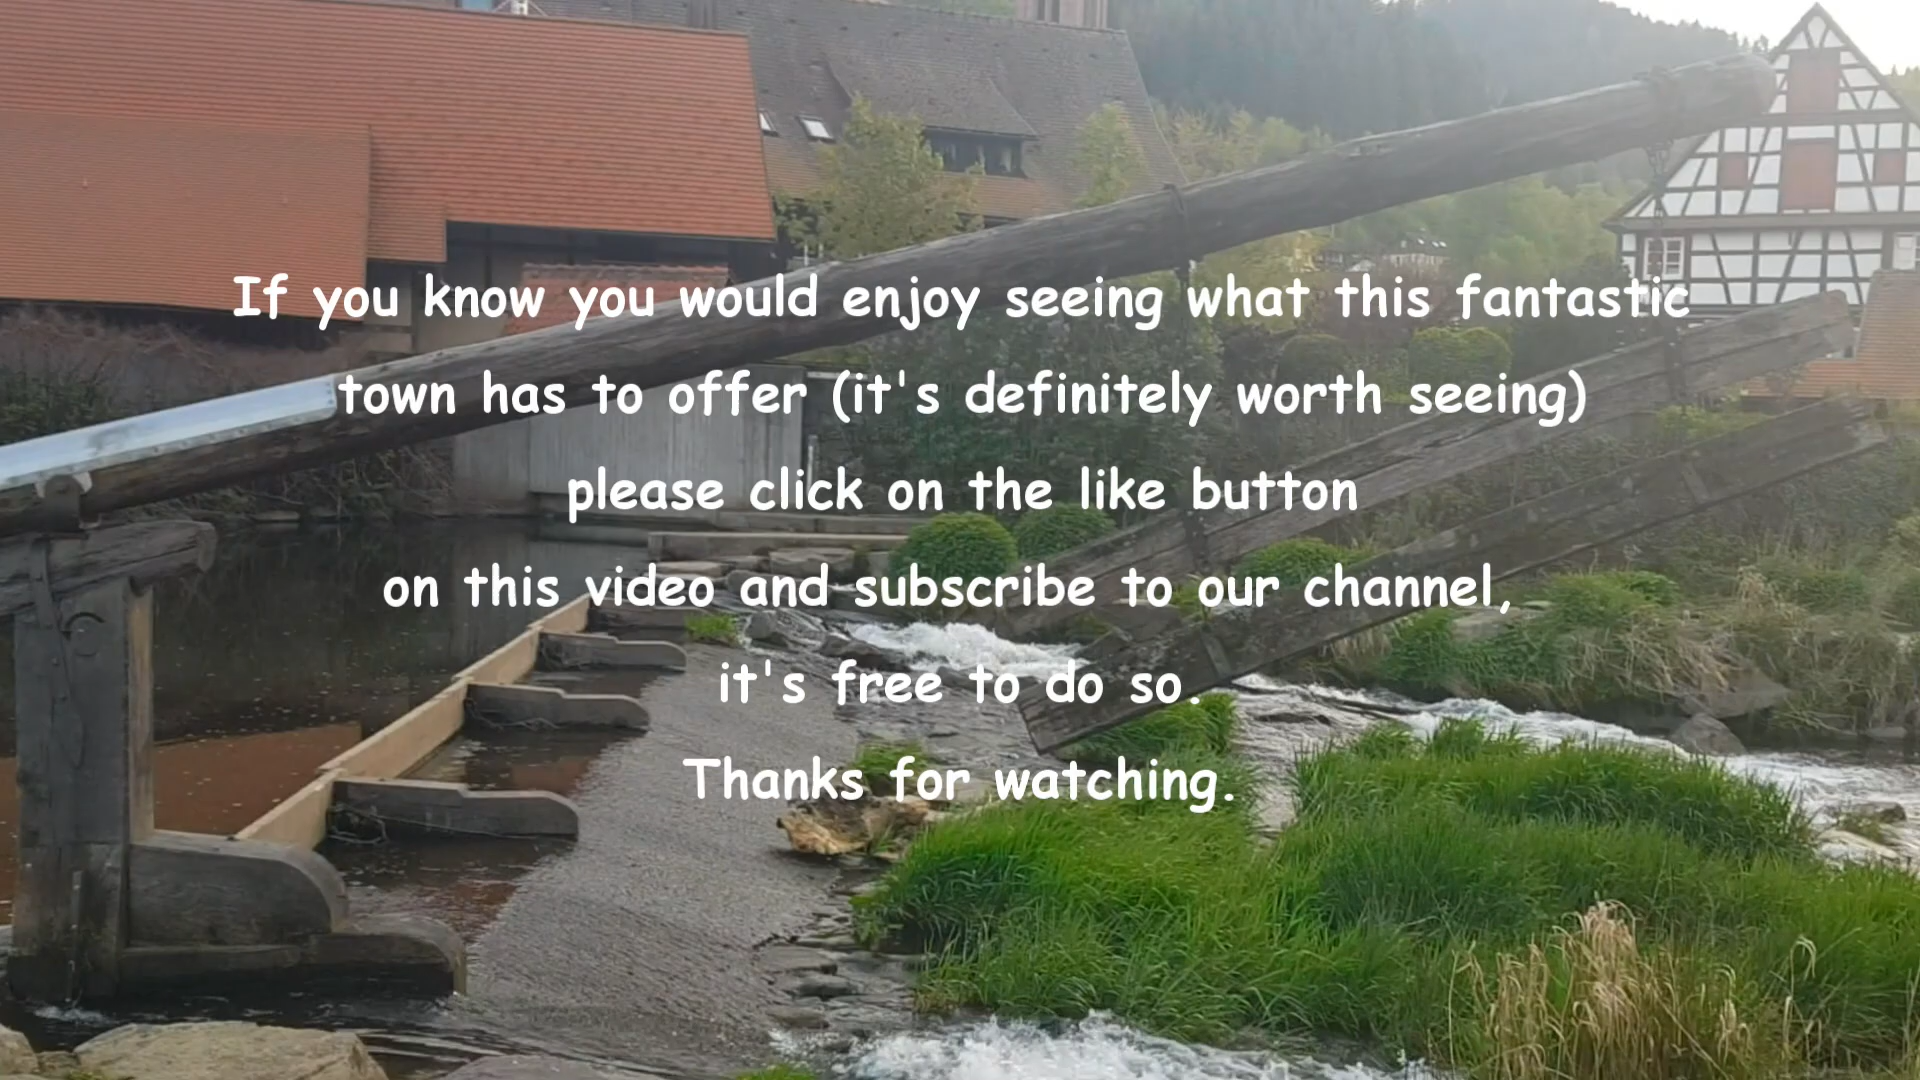 If you know you would enjoy seeing what this fantastic
town has to offer (it's definitely worth seeing)
please click on the like button
on this video and subscribe to our channel,
it's free to do so.
Thanks for watching.